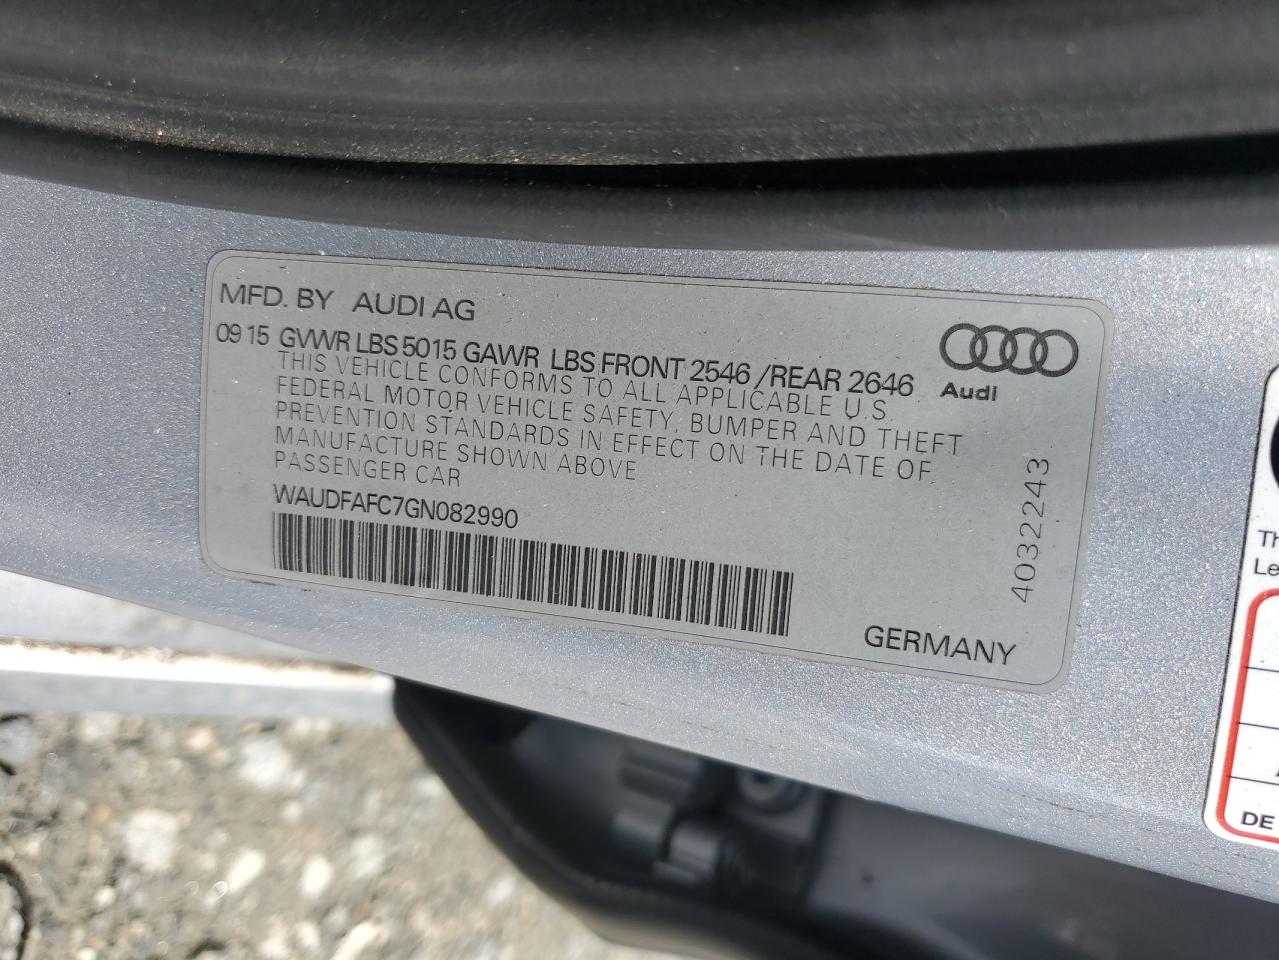 MFD. BY AUDI AG
09 15 GVWR LBS 5015 GAWR LBS FRONT 2546 /REAR 2646
THIS VEHICLE CONFORMS TO ALL APPLICABLE U.S.
FEDERAL MOTOR VEHICLE SAFETY, BUMPER AND THEFT
PREVENTION STANDARDS IN EFFECT ON THE DATE OF
MANUFACTURE SHOWN ABOVE
PASSENGER CAR
WAUDFAFC7GN082990
Audi
4032243
GERMANY
Le
DE